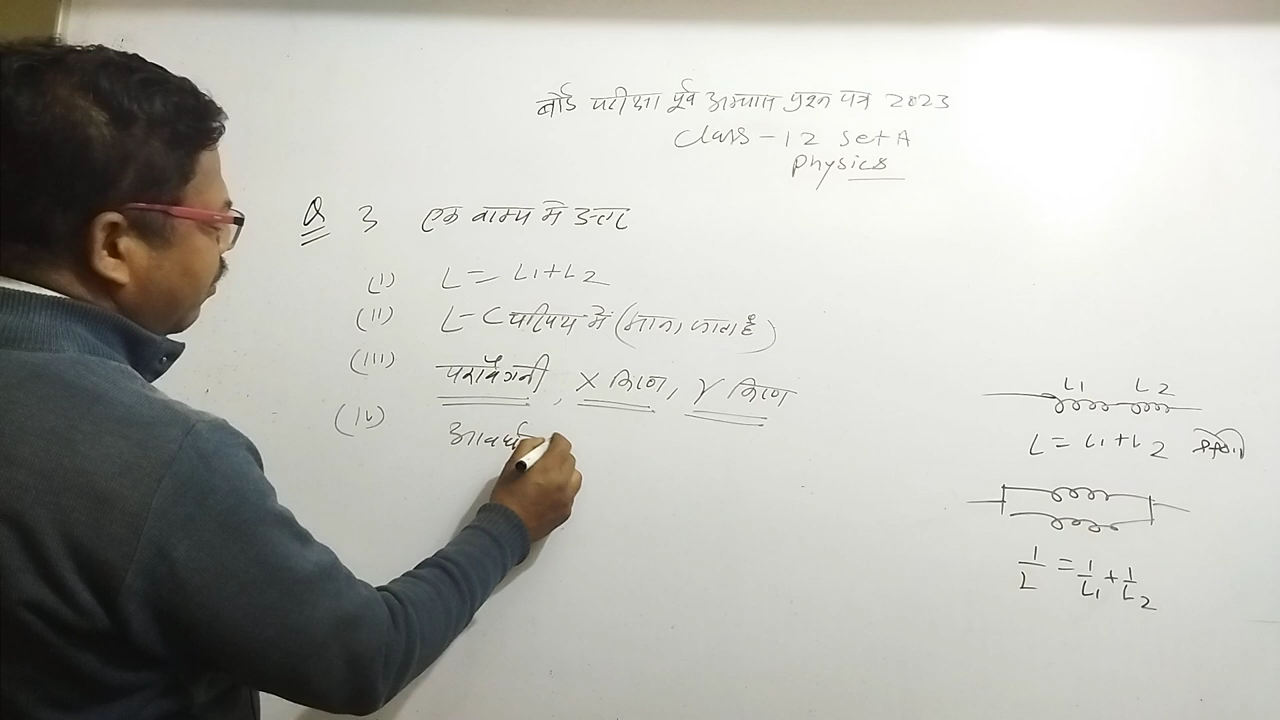 बोर्ड परीक्षा पूर्व अभ्यास प्रश्न पत्र 2023
Class - 12 Set A
Physics
Q 3 एक वाक्य में उत्तर
(i) L = L1+L2
(ii) L-C परिपथ में (माना जाता है)
(iii) पराबैंगनी, X किरण, γ किरण
(iv)
L1 L2
L = L1+L2
1/L = 1/L1 + 1/L2